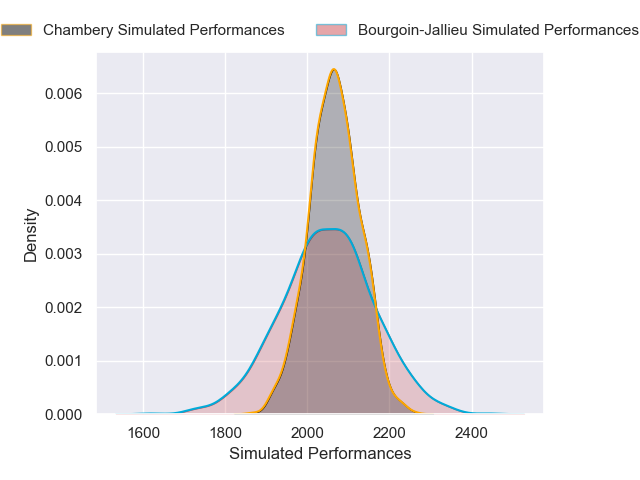 Chambery Simulated Performances
Bourgoin-Jallieu Simulated Performances
0.006
0.005
0.004
0.003
0.002
0.001
0.000
Density
1600 1800 2000 2200 2400
Simulated Performances